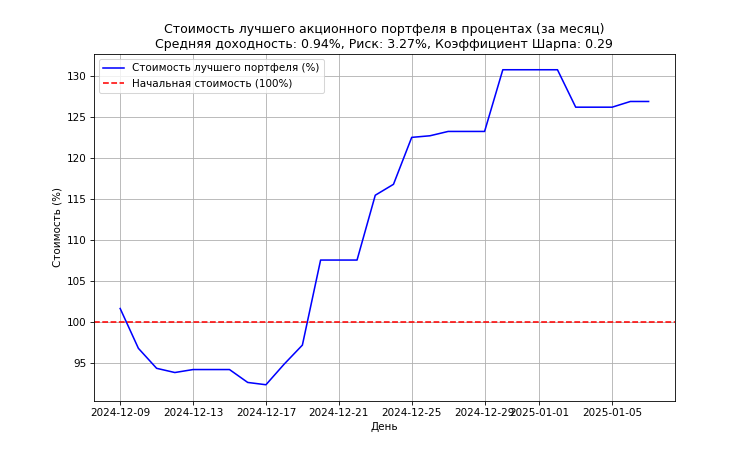 Стоимость лучшего акционного портфеля в процентах (за месяц)
Средняя доходность: 0.94%, Риск: 3.27%, Коэффициент Шарпа: 0.29
Стоимость лучшего портфеля (%)
Начальная стоимость (100%)
Стоимость (%)
130
125
120
115
110
105
100
95
2024-12-09 2024-12-13 2024-12-17 2024-12-21 2024-12-25 2024-12-29 2025-01-01 2025-01-05
День